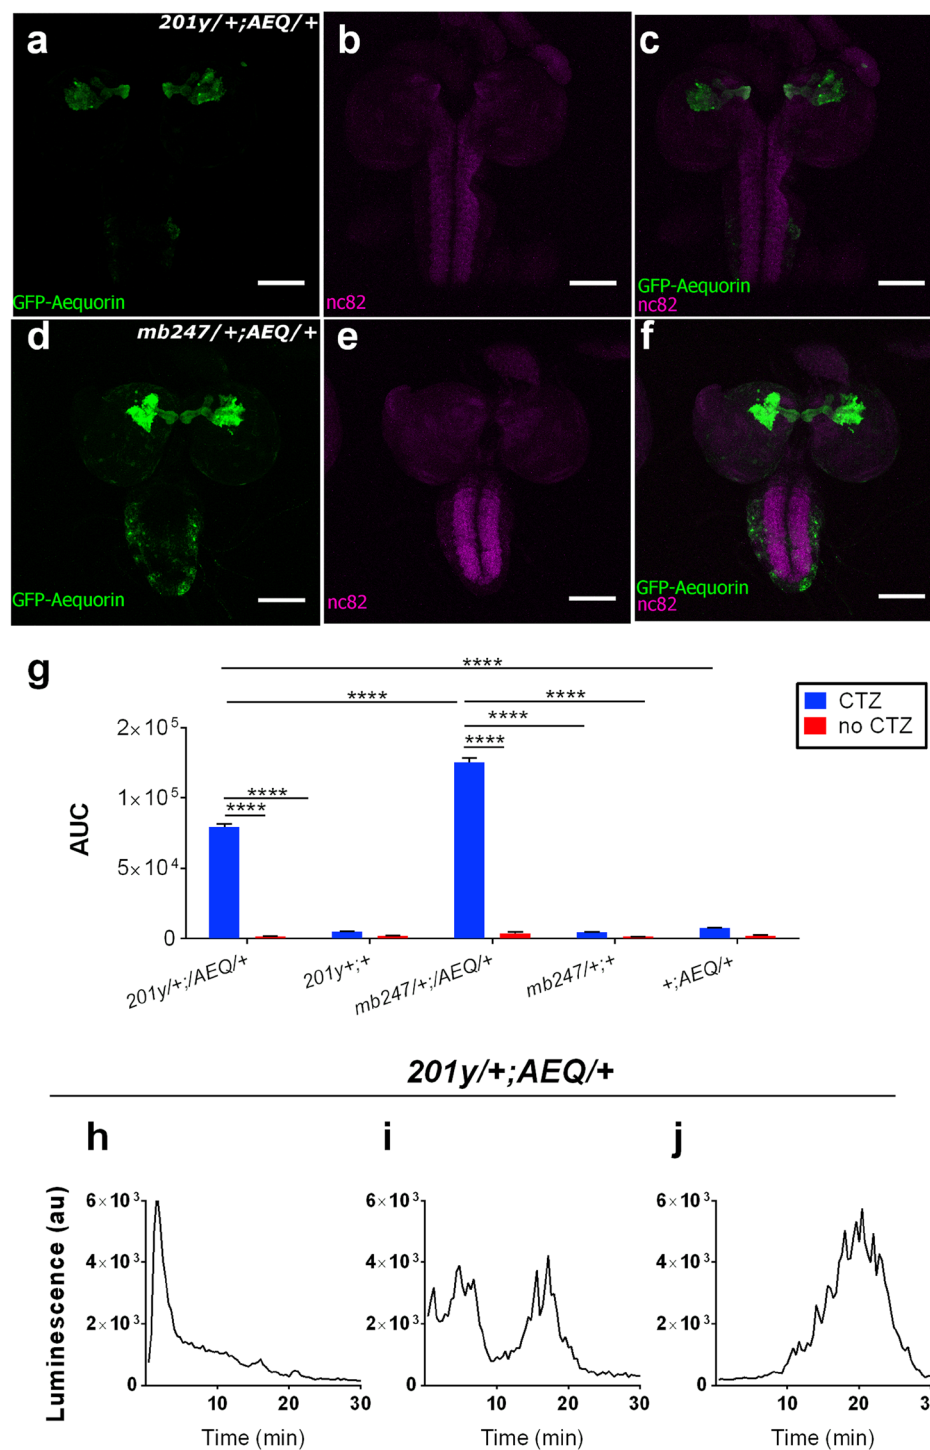 a
201y/+;AEQ/+
b
c
GFP-Aequorin
nc82
GFP-Aequorin
nc82
d
mb247/+;AEQ/+
e
f
GFP-Aequorin
nc82
GFP-Aequorin
nc82
g
****
****
****
****
****
****
****
CTZ
no CTZ
AUC
2×10⁵
1×10⁵
5×10⁴
0
201y/+;/AEQ/+
201y+;+
mb247/+;/AEQ/+
mb247/+;+
+;AEQ/+
201y/+;AEQ/+
h
i
j
Luminescence (au)
6×10³
4×10³
2×10³
0
10
20
30
Time (min)
6×10³
4×10³
2×10³
0
10
20
30
Time (min)
6×10³
4×10³
2×10³
0
10
20
Time (min)